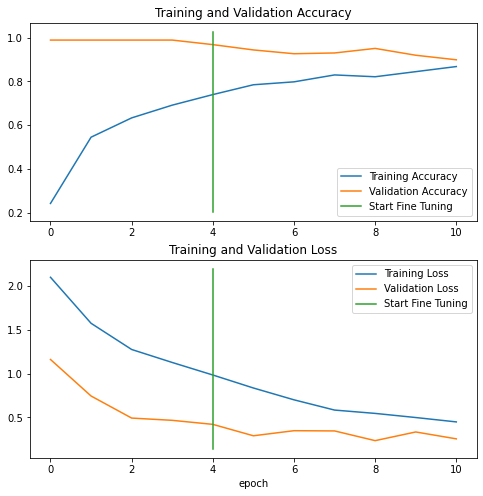 Training and Validation Accuracy
1.0
0.8
0.6
0.4
0.2
Training Accuracy
Validation Accuracy
Start Fine Tuning
0 2 4 6 8 10
Training and Validation Loss
2.0
1.5
1.0
0.5
Training Loss
Validation Loss
Start Fine Tuning
0 2 4 6 8 10
epoch